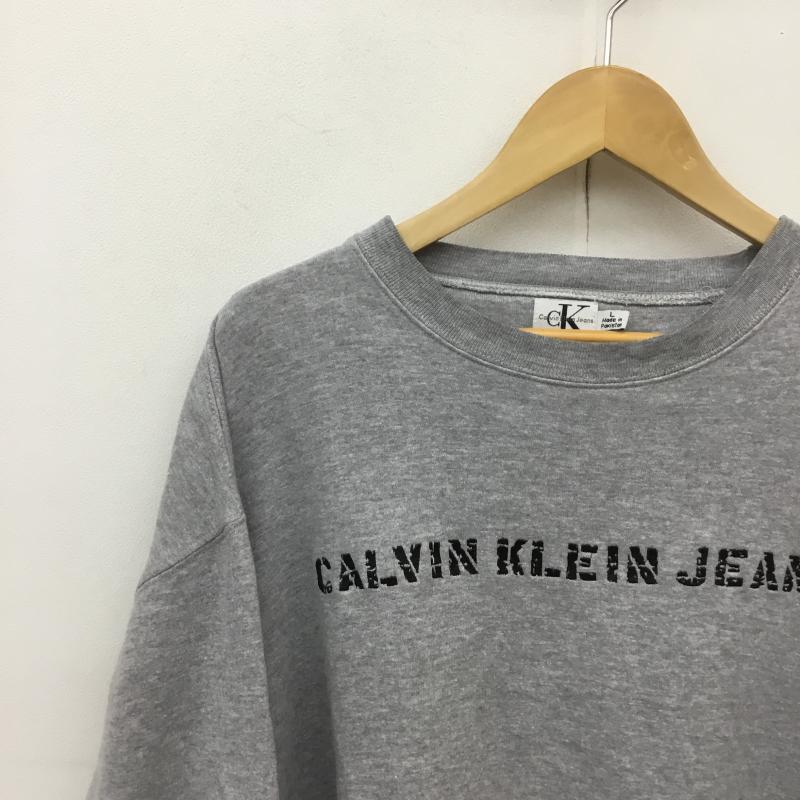 CK
Calvin Klein Jeans
L
Made in
Pakistan
CALVIN KLEIN JEAN